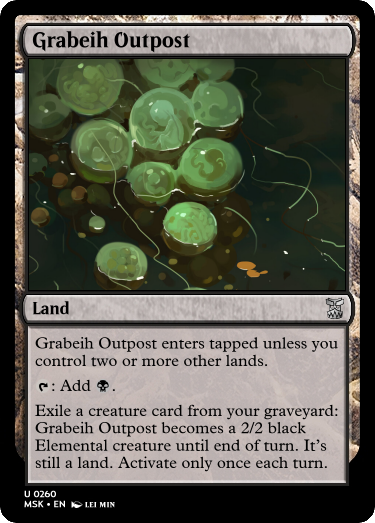 Grabeih Outpost
Land
Grabeih Outpost enters tapped unless you
control two or more other lands.
: Add .
Exile a creature card from your graveyard:
Grabeih Outpost becomes a 2/2 black
Elemental creature until end of turn. It's
still a land. Activate only once each turn.
U 0260
MSK • EN LEI MIN